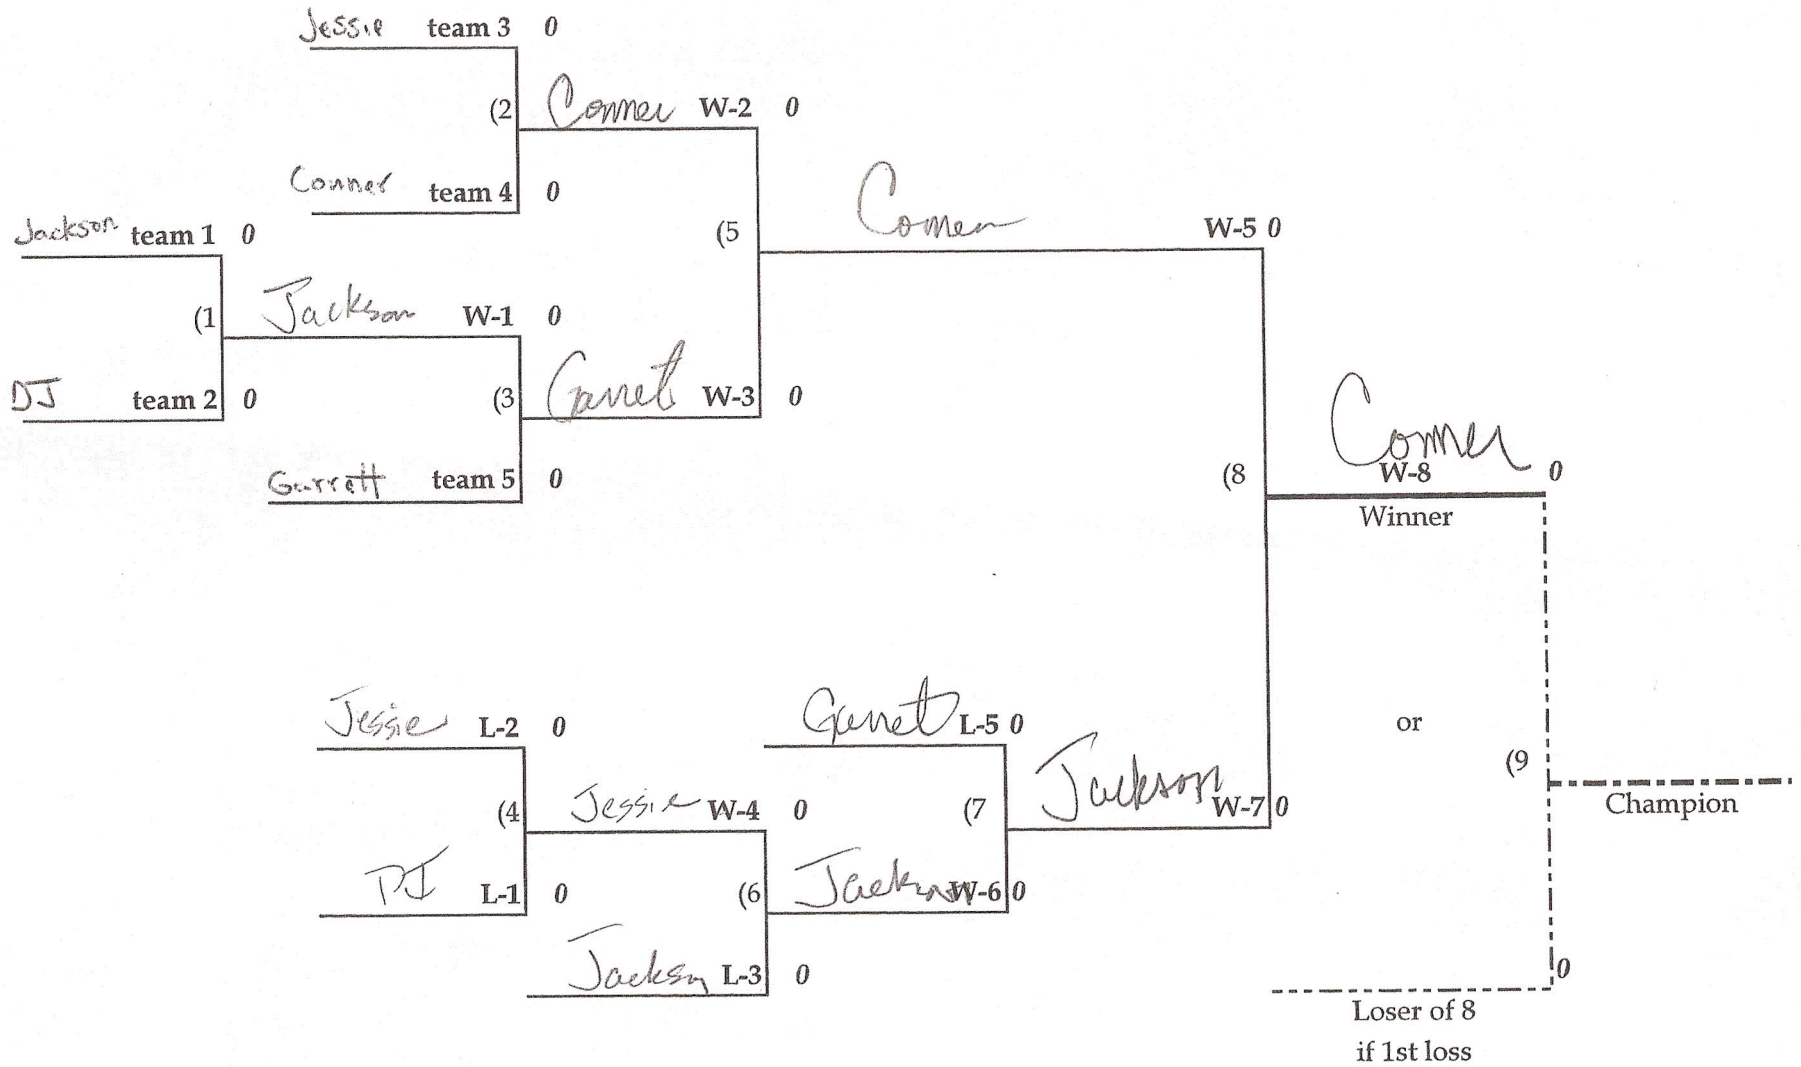 Jessie team 3 0
(2 Conner W-2 0
Conner team 4 0
Jackson team 1 0
(5 Conner W-5 0
(1 Jackson W-1 0
DJ team 2 0
(3 Garret W-3 0
Garrett team 5 0
(8 Conner W-8 0
Winner
Jessie L-2 0
Garret L-5 0
or
(9
(4 Jessie W-4 0
(7 Jackson W-7 0
Champion
DJ L-1 0
(6 Jackson W-6 0
Jackson L-3 0
0
Loser of 8
if 1st loss